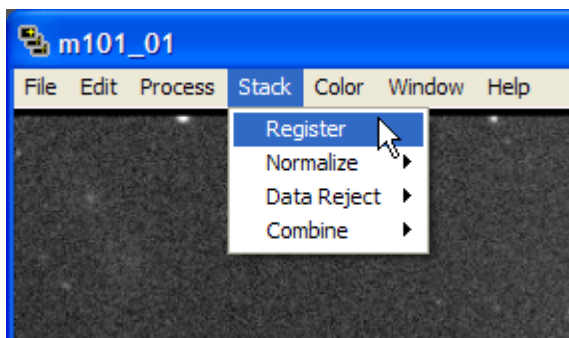 m101_01
File Edit Process Stack Color Window Help
Register
Normalize
Data Reject
Combine